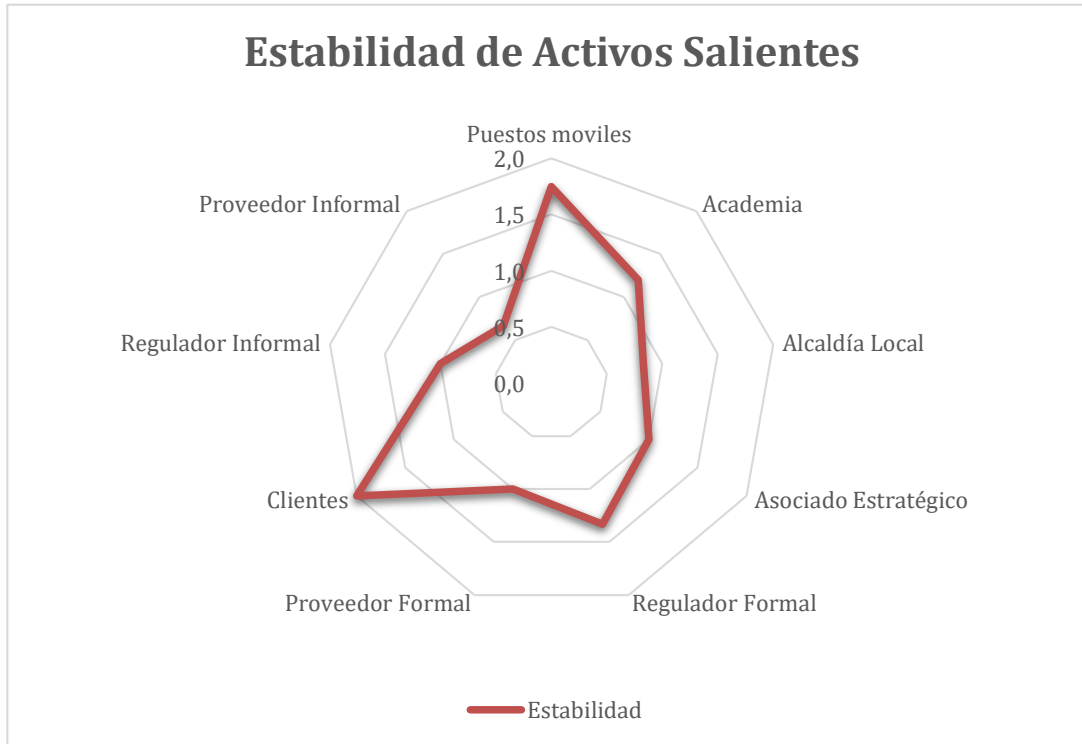 Estabilidad de Activos Salientes
Puestos moviles
2,0
1,5
1,0
0,5
0,0
Academia
Alcaldía Local
Asociado Estratégico
Regulador Formal
Proveedor Formal
Clientes
Regulador Informal
Proveedor Informal
Estabilidad